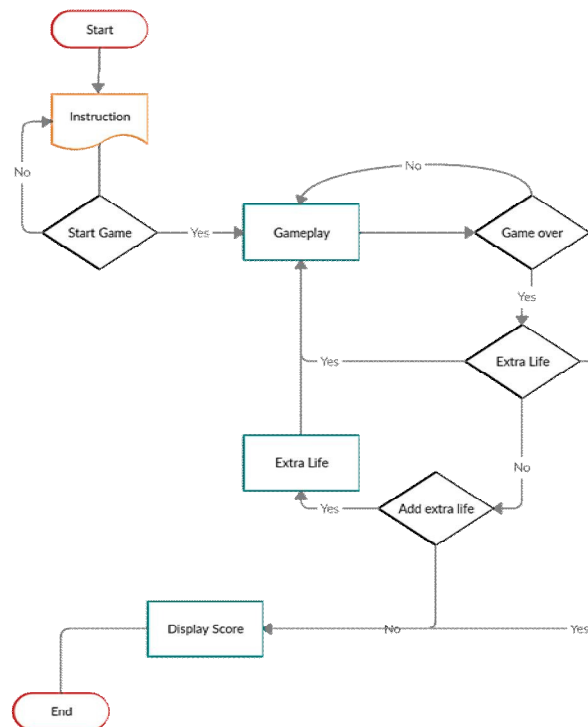 Start
Instruction
No
No
Start Game
Yes
Gameplay
Game over
Yes
Yes
Extra Life
Extra Life
No
Yes
Add extra life
Display Score
No
Yes
End